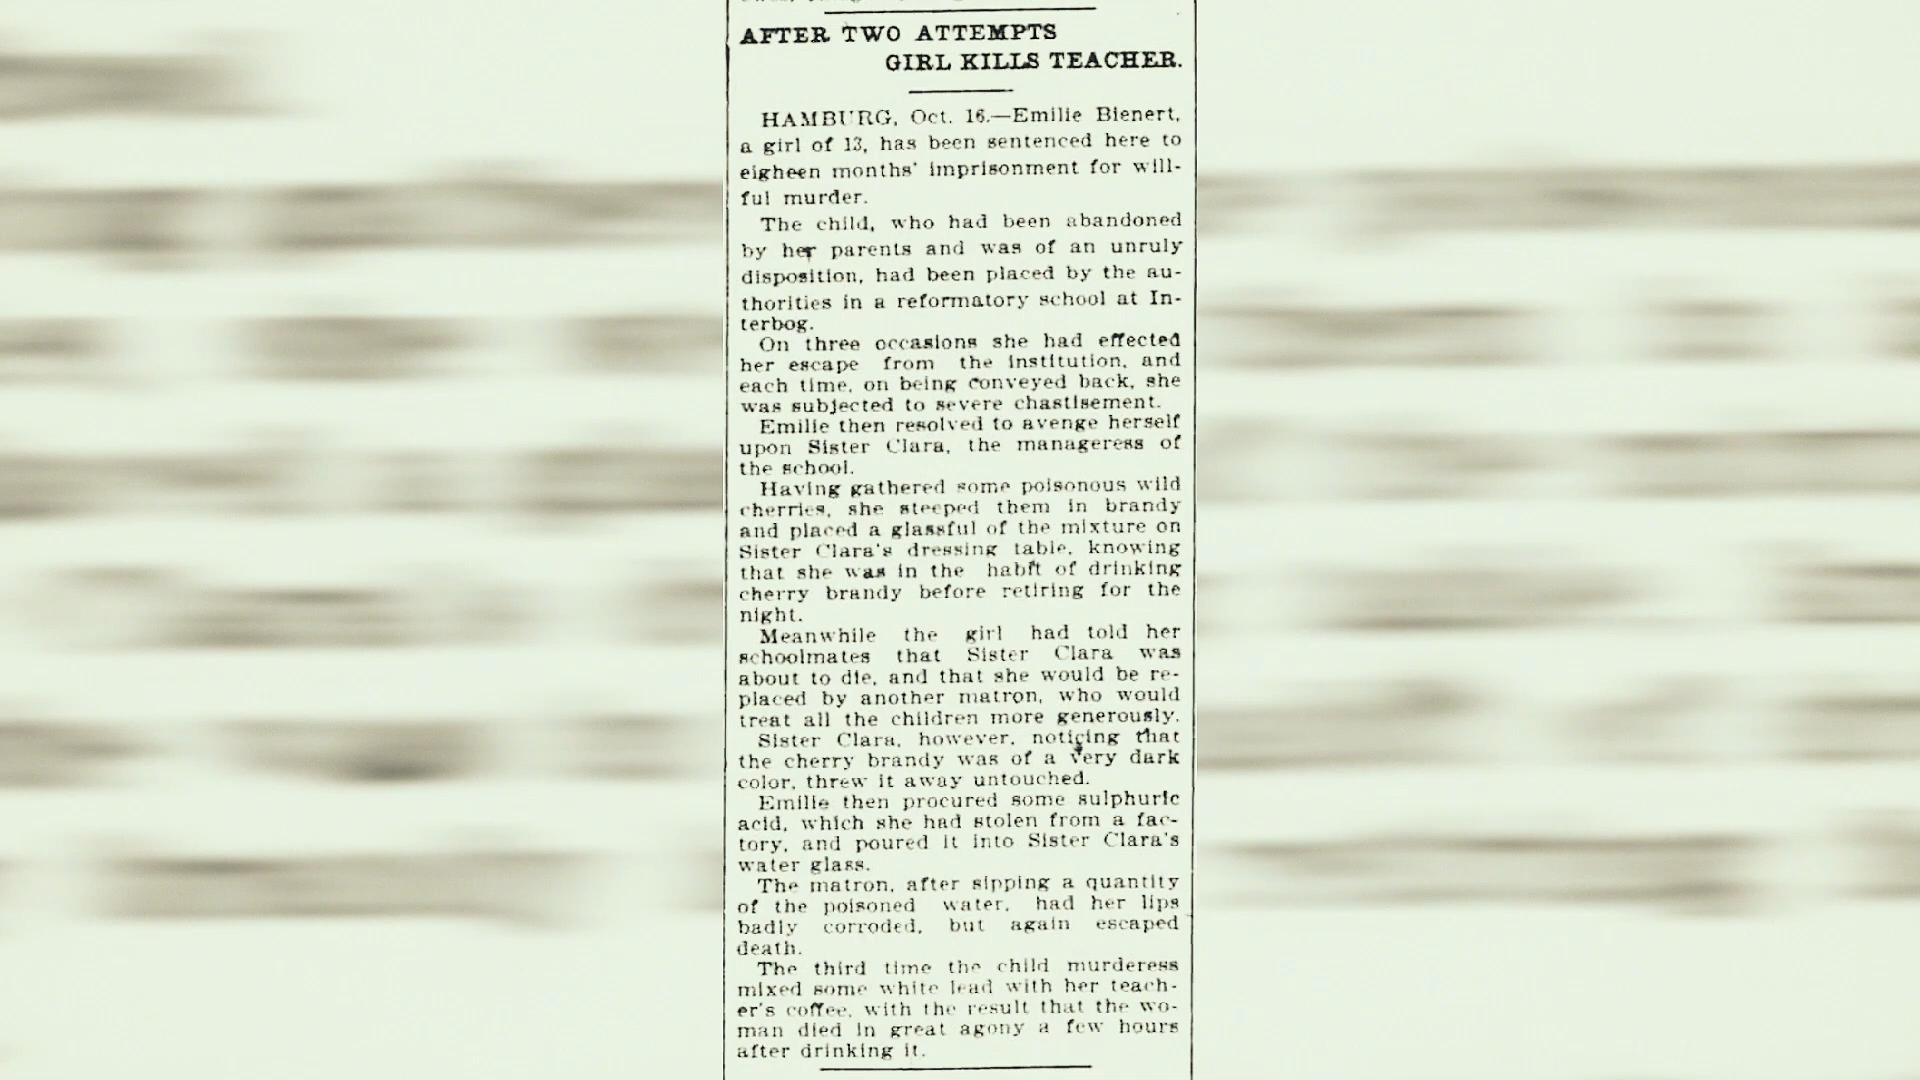 AFTER TWO ATTEMPTS
GIRL KILLS TEACHER.
HAMBURG, Oct. 16.—Emilie Bienert,
a girl of 13, has been sentenced here to
eigheen months' imprisonment for will-
ful murder.
The child, who had been abandoned
by her parents and was of an unruly
disposition, had been placed by the au-
thorities in a reformatory school at In-
terbog.
On three occasions she had effected
her escape from the institution, and
each time, on being conveyed back, she
was subjected to severe chastisement.
Emilie then resolved to avenge herself
upon Sister Clara, the manageress of
the school.
Having gathered some poisonous wild
cherries, she steeped them in brandy
and placed a glassful of the mixture on
Sister Clara's dressing table, knowing
that she was in the habit of drinking
cherry brandy before retiring for the
night.
Meanwhile the girl had told her
schoolmates that Sister Clara was
about to die, and that she would be re-
placed by another matron, who would
treat all the children more generously.
Sister Clara, however, noticing that
the cherry brandy was of a very dark
color, threw it away untouched.
Emilie then procured some sulphuric
acid, which she had stolen from a fac-
tory, and poured it into Sister Clara's
water glass.
The matron, after sipping a quantity
of the poisoned water, had her lips
badly corroded, but again escaped
death.
The third time the child murderess
mixed some white lead with her teach-
er's coffee, with the result that the wo-
man died in great agony a few hours
after drinking it.